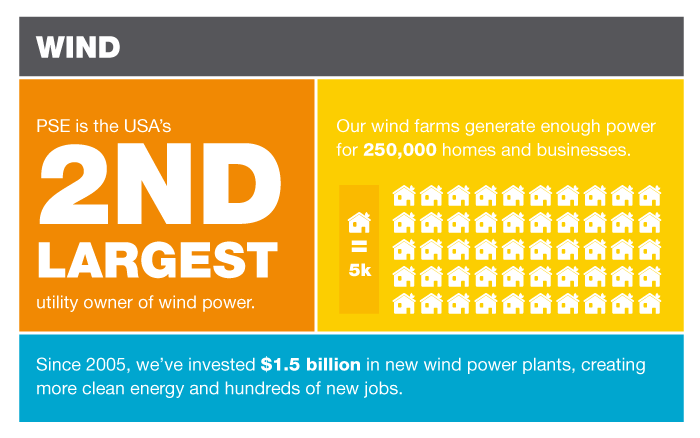 WIND
PSE is the USA's
2ND
LARGEST
utility owner of wind power.
Our wind farms generate enough power
for 250,000 homes and businesses.
=
5k
Since 2005, we've invested $1.5 billion in new wind power plants, creating
more clean energy and hundreds of new jobs.